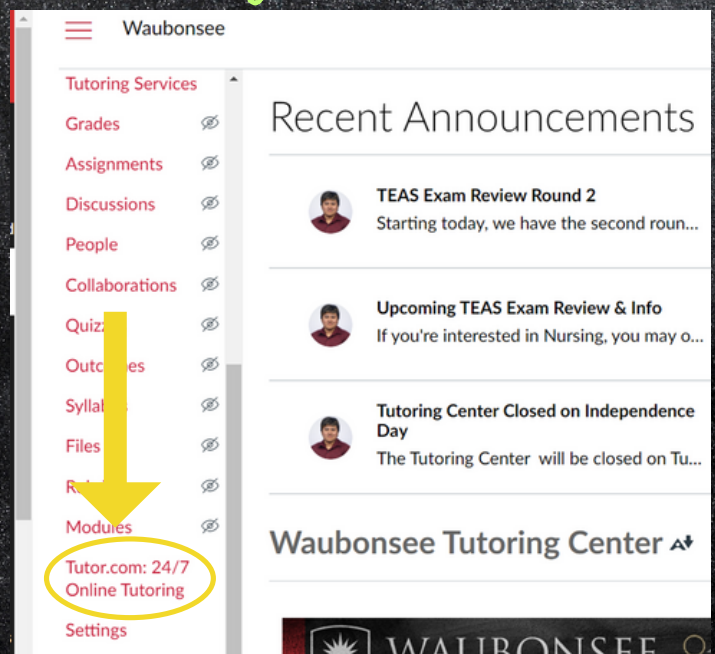 Waubonsee
Tutoring Services
Grades
Assignments
Discussions
People
Collaborations
Syllab
Files
Modules
Tutor.com: 24/7
Online Tutoring
Settings
Recent Announcements
TEAS Exam Review Round 2
Starting today, we have the second roun...
Upcoming TEAS Exam Review & Info
If you're interested in Nursing, you may o...
Tutoring Center Closed on Independence
Day
The Tutoring Center will be closed on Tu...
Waubonsee Tutoring Center
WAUBONSEE